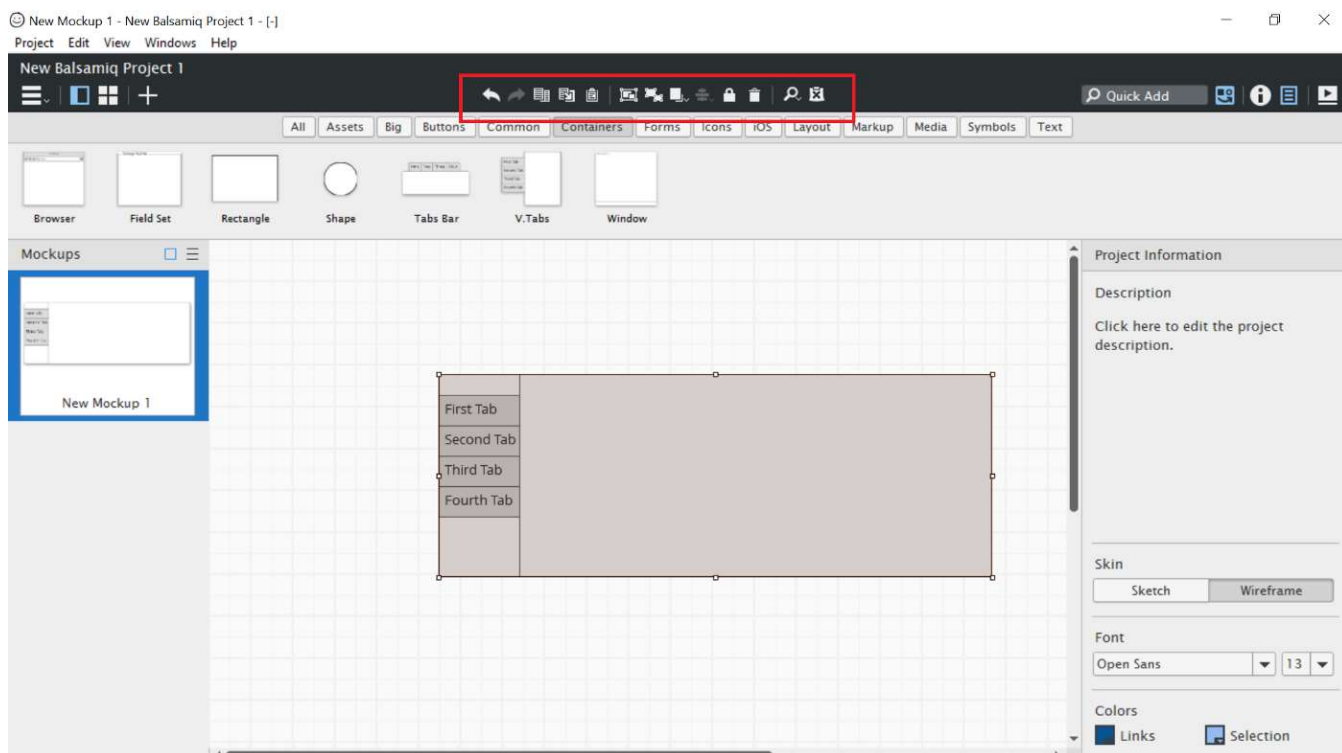 New Mockup 1 - New Balsamiq Project 1 - [-]
Project Edit View Windows Help
New Balsamiq Project 1
Quick Add
All Assets Big Buttons Common Containers Forms Icons iOS Layout Markup Media Symbols Text
Browser Field Set Rectangle Shape Tabs Bar V.Tabs Window
Mockups
New Mockup 1
First Tab
Second Tab
Third Tab
Fourth Tab
Project Information
Description
Click here to edit the project
description.
Skin
Sketch Wireframe
Font
Open Sans 13
Colors
Links Selection